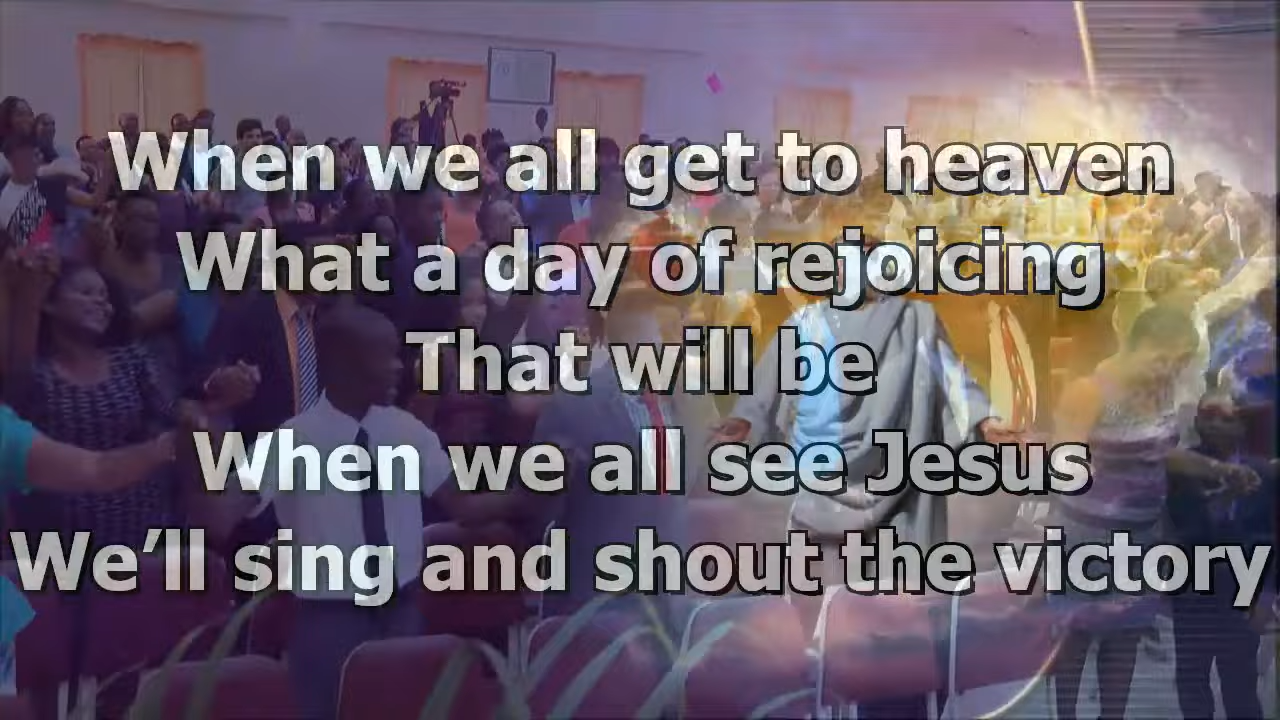 When we all get to heaven
What a day of rejoicing
That will be
When we all see Jesus
We’ll sing and shout the victory